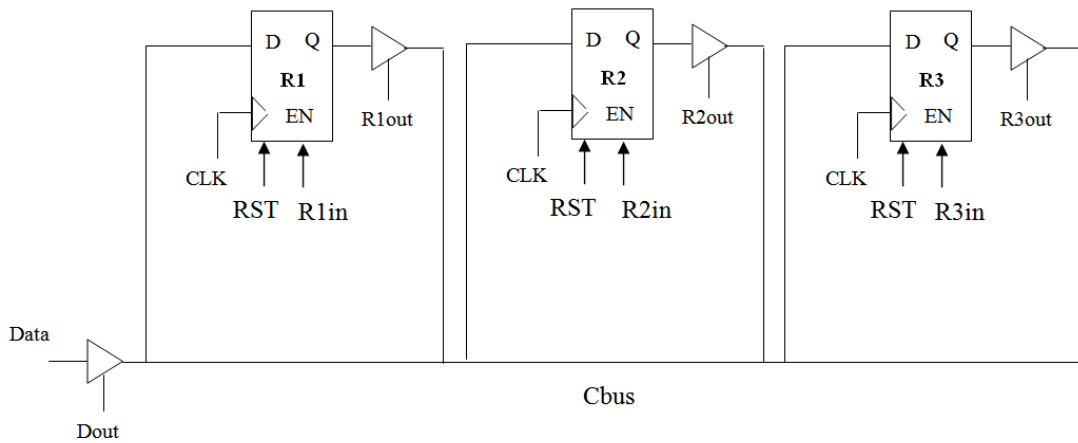 D Q
R1
EN
R1out
CLK
RST R1in
D Q
R2
EN
R2out
CLK
RST R2in
D Q
R3
EN
R3out
CLK
RST R3in
Data
Dout
Cbus